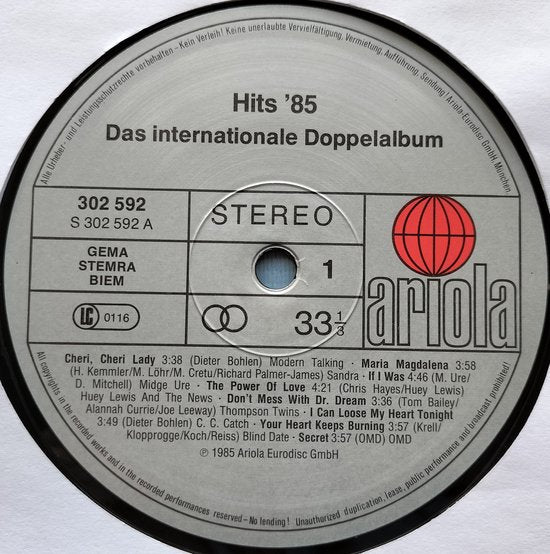 Alle Urheber- und Leistungsschutzrechte vorbehalten – Kein Verleih! Keine unerlaubte Vervielfältigung, Vermietung, Aufführung, Sendung! Ariola-Eurodisc GmbH, München.
Hits '85
Das internationale Doppelalbum
302 592
S 302 592 A
STEREO
GEMA
STEMRA
BIEM
1
LC 0116
33 1/3
ariola
Cheri, Cheri Lady 3:38 (Dieter Bohlen) Modern Talking · Maria Magdalena 3:58
(H. Kemmler/M. Löhr/M. Cretu/Richard Palmer-James) Sandra · If I Was 4:46 (M. Ure/
D. Mitchell) Midge Ure · The Power Of Love 4:21 (Chris Hayes/Huey Lewis)
Huey Lewis And The News · Don't Mess With Dr. Dream 3:36 (Tom Bailey/
Alannah Currie/Joe Leeway) Thompson Twins · I Can Loose My Heart Tonight
3:49 (Dieter Bohlen) C. C. Catch · Your Heart Keeps Burning 3:57 (Krell/
Klopprogge/Koch/Reiss) Blind Date · Secret 3:57 (OMD) OMD
℗ 1985 Ariola Eurodisc GmbH
All copyrights in the works and in the recorded performances reserved – No lending! Unauthorized duplication, lease, public performance and broadcast prohibited!